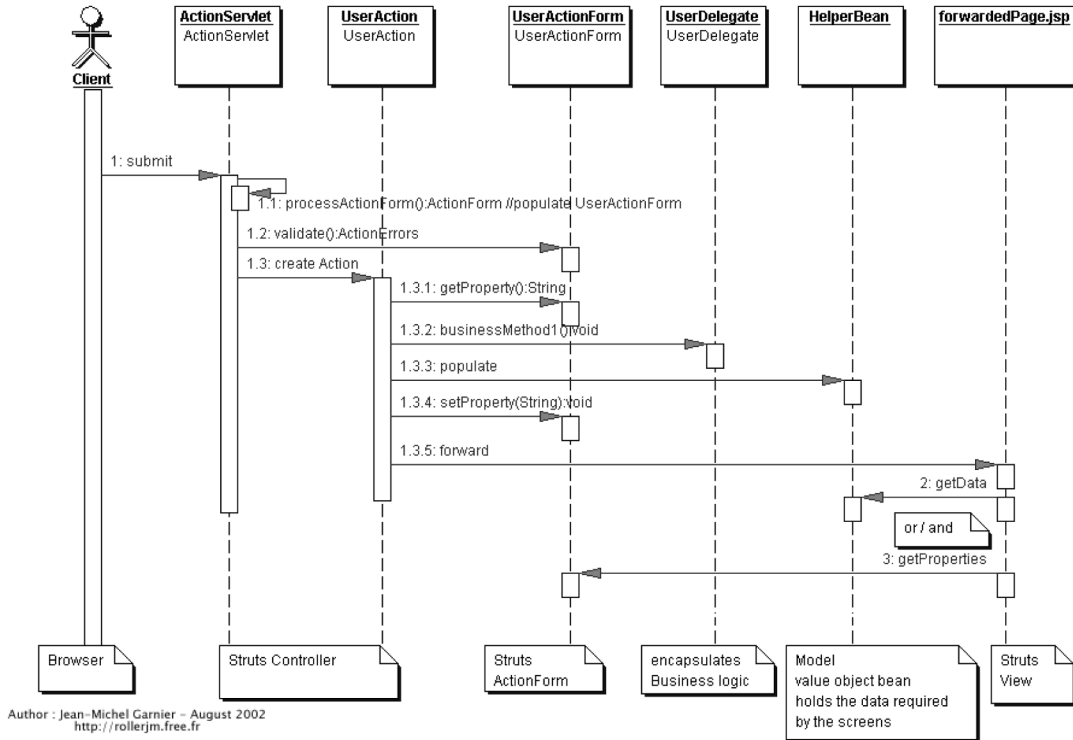 ActionServlet
ActionServlet
UserAction
UserAction
UserActionForm
UserActionForm
UserDelegate
UserDelegate
HelperBean
forwardedPage.jsp
Client
1: submit
1.1: processActionForm():ActionForm //populate UserActionForm
1.2: validate():ActionErrors
1.3: create Action
1.3.1: getProperty():String
1.3.2: businessMethod1():void
1.3.3: populate
1.3.4: setProperty(String):void
1.3.5: forward
2: getData
or / and
3: getProperties
Browser
Struts Controller
Struts
ActionForm
encapsulates
Business logic
Model
value object bean
holds the data required
by the screens
Struts
View
Author : Jean-Michel Garnier - August 2002
http://rollerjm.free.fr